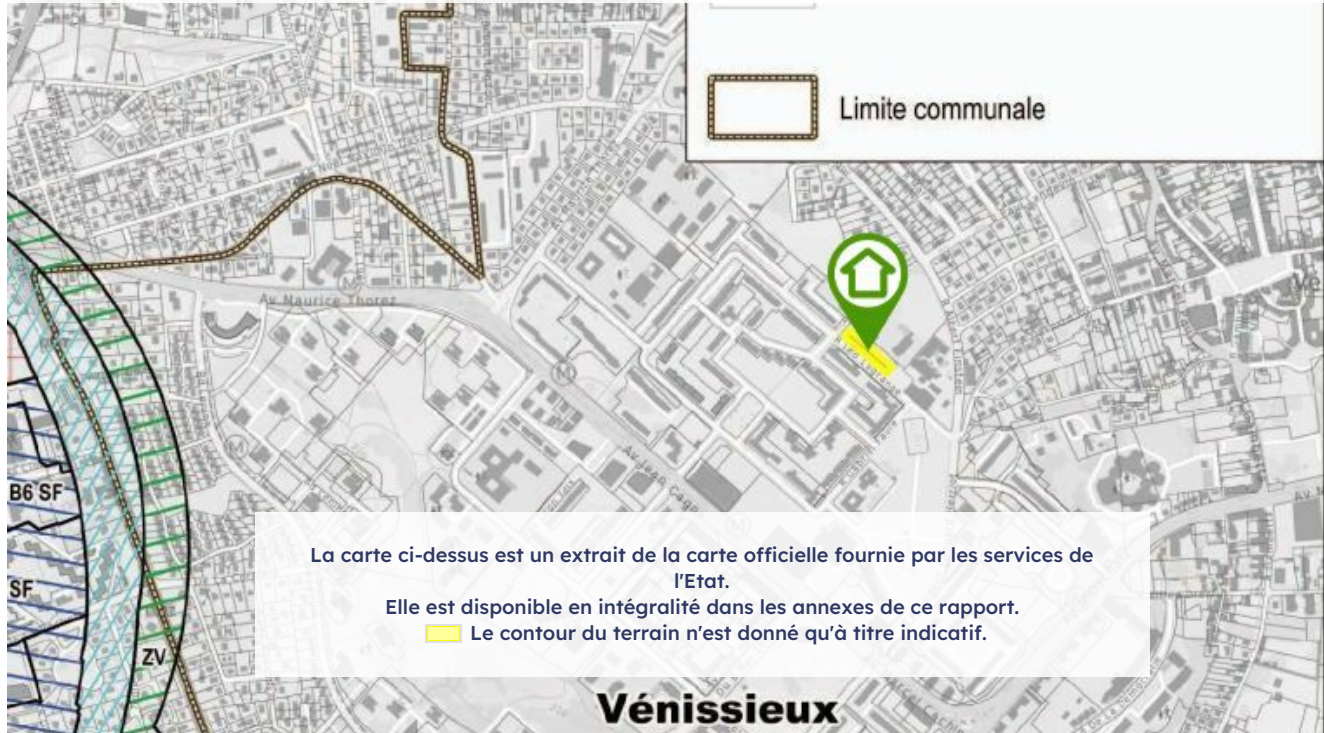 Limite communale
Av Maurice Thorez
M
M
M
M
B6 SF
SF
ZV
La carte ci-dessus est un extrait de la carte officielle fournie par les services de
l'Etat.
Elle est disponible en intégralité dans les annexes de ce rapport.
Le contour du terrain n'est donné qu'à titre indicatif.
Vénissieux